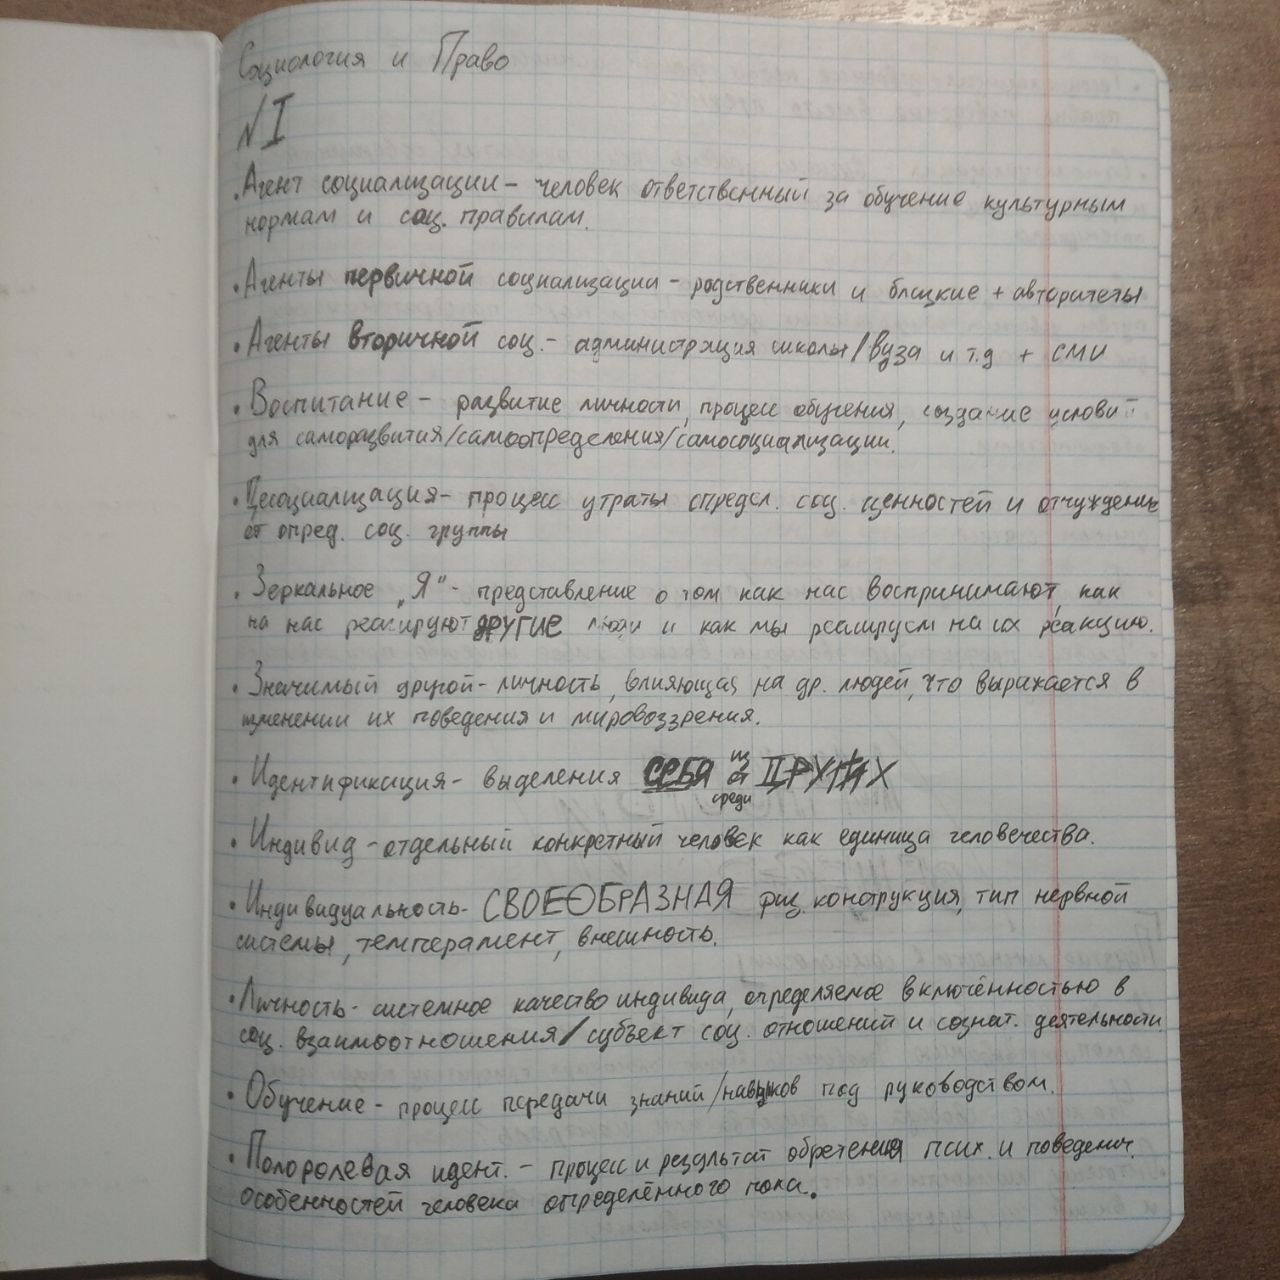 Социология и Право
№1
• Агент социализации – человек ответственный за обучение культурным
нормам и соц. правилам.
• Агенты первичной социализации – родственники и близкие + авторитеты
• Агенты вторичной соц. – администрация школы/вуза и т.д + СМИ
• Воспитание – развитие личности, процесс обучения, создание условий
для саморазвития/самоопределения/самосоциализации.
• Десоциализация – процесс утраты определ. соц. ценностей и отчуждение
от опред. соц. группы
• Зеркальное „Я“ - представление о том как нас воспринимают, как
на нас реагируют ДРУГИЕ люди и как мы реагируем на их реакцию.
• Значимый другой – личность, влияющая на др. людей, что выражается в
изменении их поведения и мировоззрения.
• Идентификация – выделения СЕБЯ из
среди ДРУГИХ
• Индивид – отдельный конкретный человек как единица человечества.
• Индивидуальность - СВОЕОБРАЗНАЯ физ. конструкция, тип нервной
системы, темперамент, внешность.
• Личность - системное качество индивида, определяемое включённостью в
соц. взаимоотношения/субъект соц. отношений и сознат. деятельности
• Обучение – процесс передачи знаний/навыков под руководством.
• Полоролевая идент. – процесс и результат обретения псих. и поведенич.
особенностей человека определённого пола.